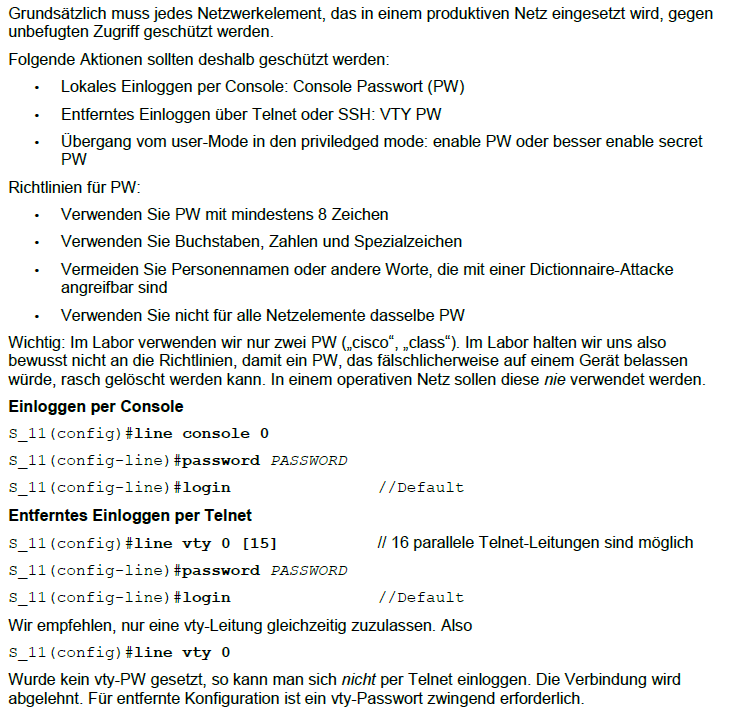 Grundsätzlich muss jedes Netzwerkelement, das in einem produktiven Netz eingesetzt wird, gegen
unbefugten Zugriff geschützt werden.
Folgende Aktionen sollten deshalb geschützt werden:
• Lokales Einloggen per Console: Console Passwort (PW)
• Entferntes Einloggen über Telnet oder SSH: VTY PW
• Übergang vom user-Mode in den priviledged mode: enable PW oder besser enable secret
PW
Richtlinien für PW:
• Verwenden Sie PW mit mindestens 8 Zeichen
• Verwenden Sie Buchstaben, Zahlen und Spezialzeichen
• Vermeiden Sie Personennamen oder andere Worte, die mit einer Dictionnaire-Attacke
angreifbar sind
• Verwenden Sie nicht für alle Netzelemente dasselbe PW
Wichtig: Im Labor verwenden wir nur zwei PW („cisco“, „class“). Im Labor halten wir uns also
bewusst nicht an die Richtlinien, damit ein PW, das fälschlicherweise auf einem Gerät belassen
würde, rasch gelöscht werden kann. In einem operativen Netz sollen diese nie verwendet werden.
Einloggen per Console
S_11(config)#line console 0
S_11(config-line)#password PASSWORD
S_11(config-line)#login //Default
Entferntes Einloggen per Telnet
S_11(config)#line vty 0 [15] // 16 parallele Telnet-Leitungen sind möglich
S_11(config-line)#password PASSWORD
S_11(config-line)#login //Default
Wir empfehlen, nur eine vty-Leitung gleichzeitig zuzulassen. Also
S_11(config)#line vty 0
Wurde kein vty-PW gesetzt, so kann man sich nicht per Telnet einloggen. Die Verbindung wird
abgelehnt. Für entfernte Konfiguration ist ein vty-Passwort zwingend erforderlich.